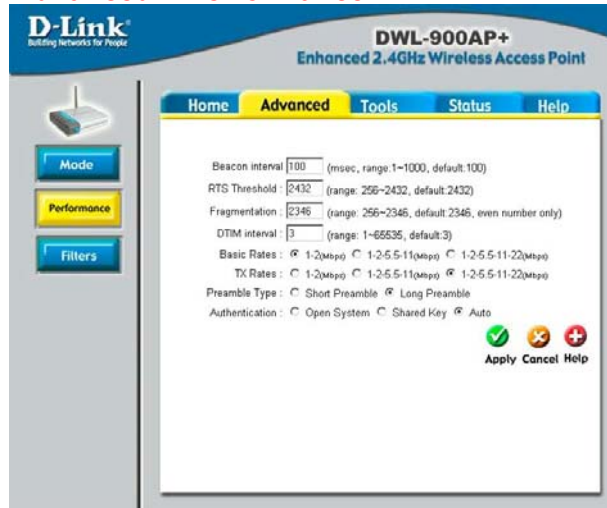 D-Link
Building Networks for People
DWL-900AP+
Enhanced 2.4GHz Wireless Access Point
Home Advanced Tools Status Help
Mode
Performance
Filters
Beacon interval 100 (msec, range:1~1000, default:100)
RTS Threshold : 2432 (range: 256~2432, default:2432)
Fragmentation : 2346 (range: 256~2346, default:2346, even number only)
DTIM interval : 3 (range: 1~65535, default:3)
Basic Rates : 1-2(Mbps) 1-2-5.5-11(Mbps) 1-2-5.5-11-22(Mbps)
TX Rates : 1-2(Mbps) 1-2-5.5-11(Mbps) 1-2-5.5-11-22(Mbps)
Preamble Type : Short Preamble Long Preamble
Authentication : Open System Shared Key Auto
Apply Cancel Help